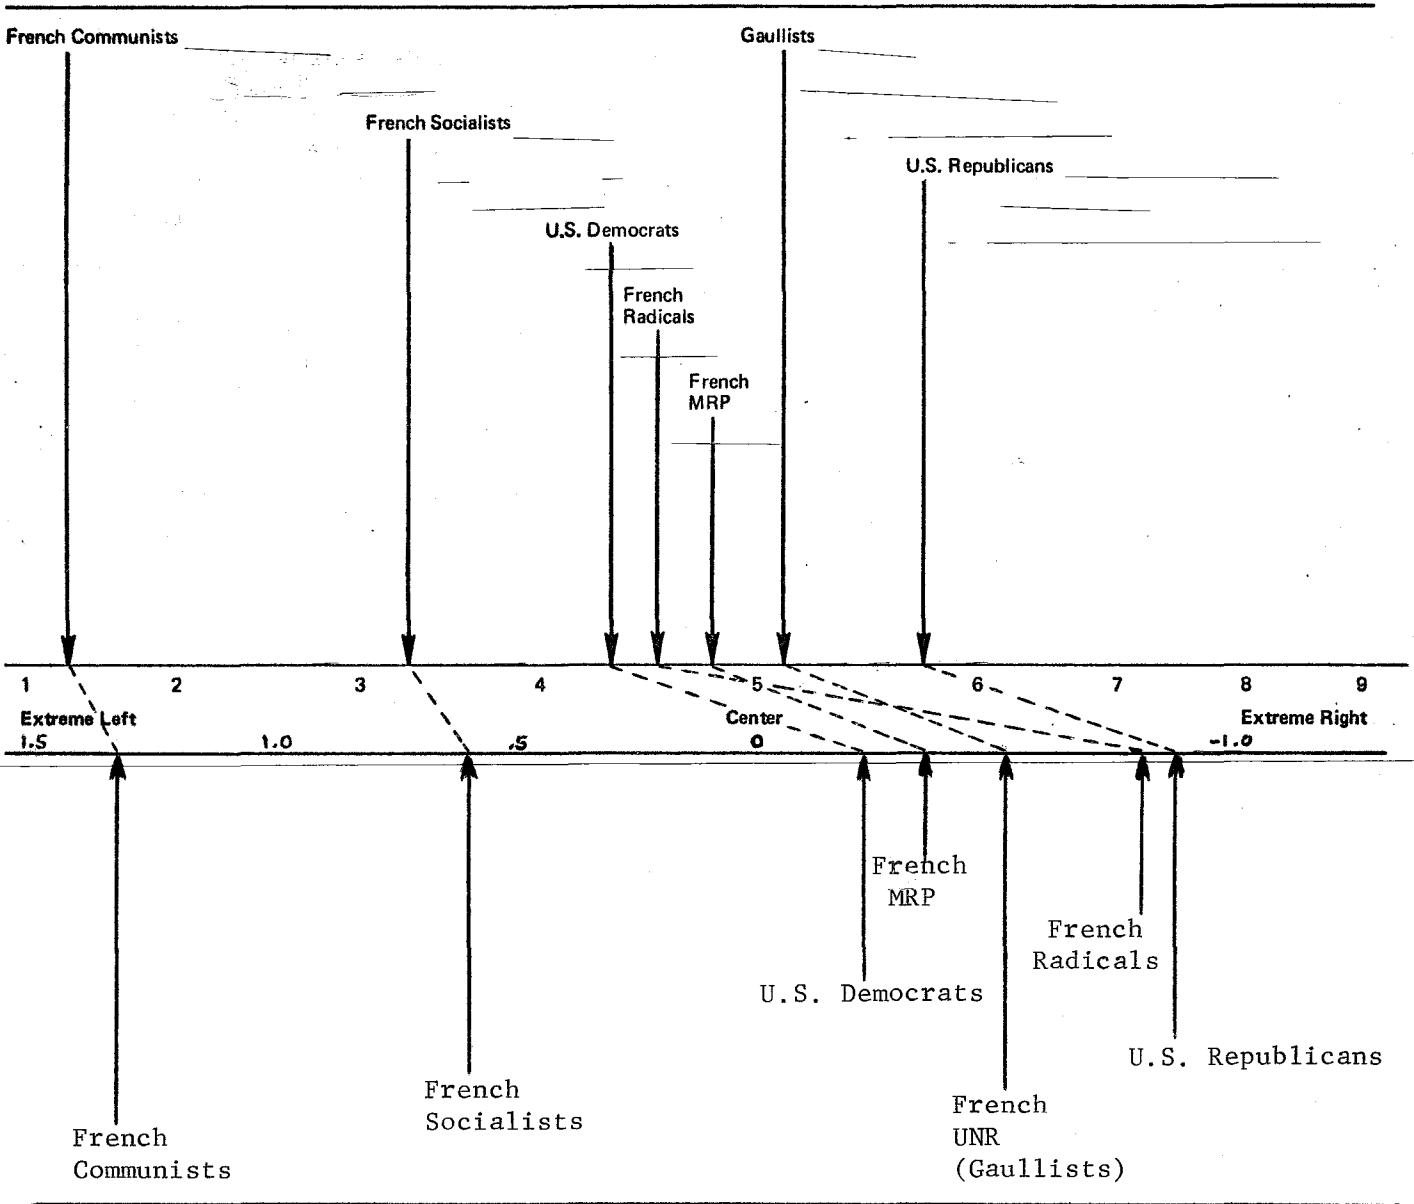 French Communists
Gaullists
French Socialists
U.S. Republicans
U.S. Democrats
French
Radicals
French
MRP
1 2 3 4 5 6 7 8 9
Extreme Left Center Extreme Right
1.5 1.0 .5 0 -1.0
French
MRP
French
Radicals
U.S. Democrats
U.S. Republicans
French
Socialists
French
UNR
(Gaullists)
French
Communists